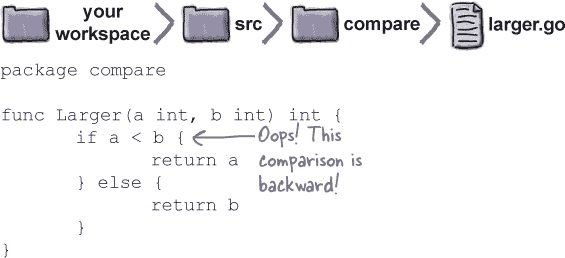 your workspace
src
compare
larger.go
package compare
func Larger(a int, b int) int {
if a < b {
Oops! This
return a
comparison is
} else {
backward!
return b
}
}